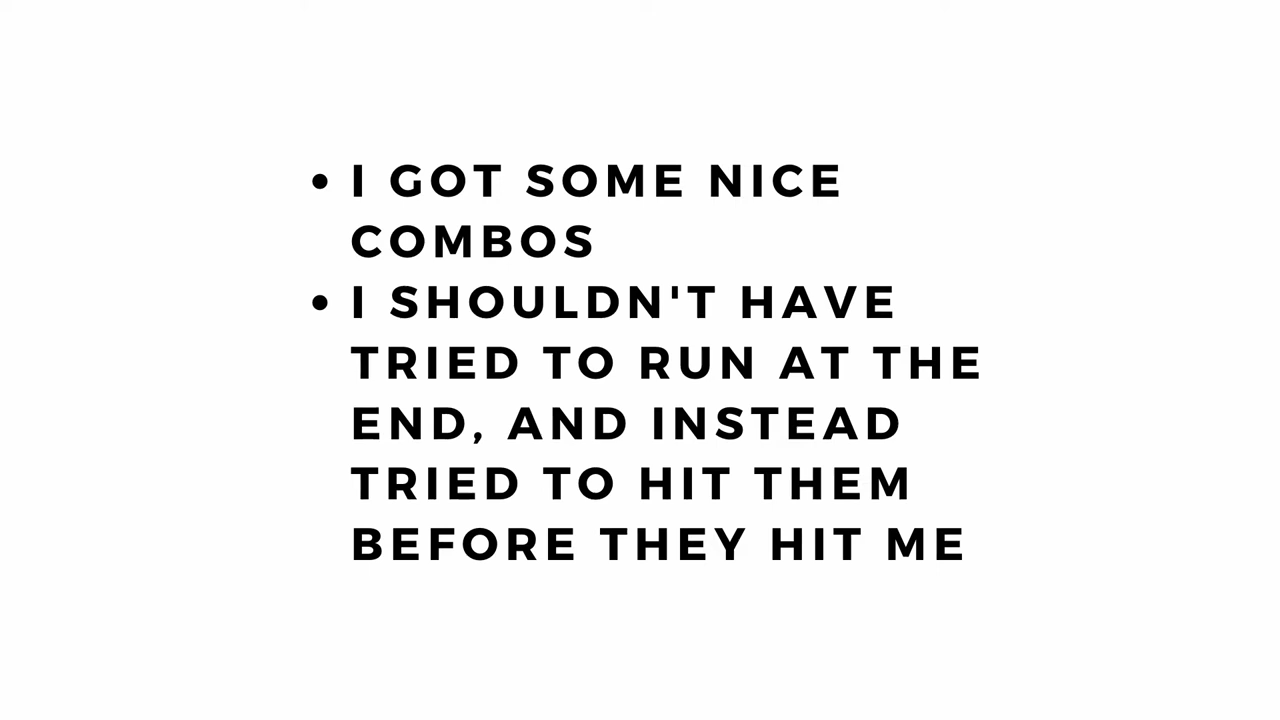 • I GOT SOME NICE
COMBOS
• I SHOULDN'T HAVE
TRIED TO RUN AT THE
END, AND INSTEAD
TRIED TO HIT THEM
BEFORE THEY HIT ME